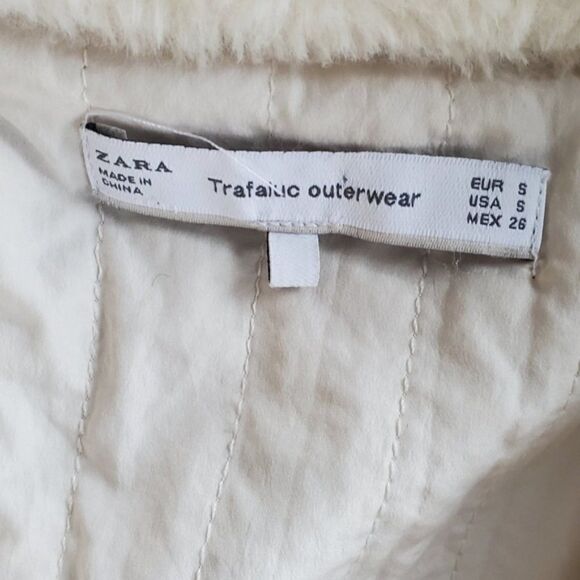 ZARA
MADE IN
CHINA
Trafaluc outerwear
EUR S
USA S
MEX 26